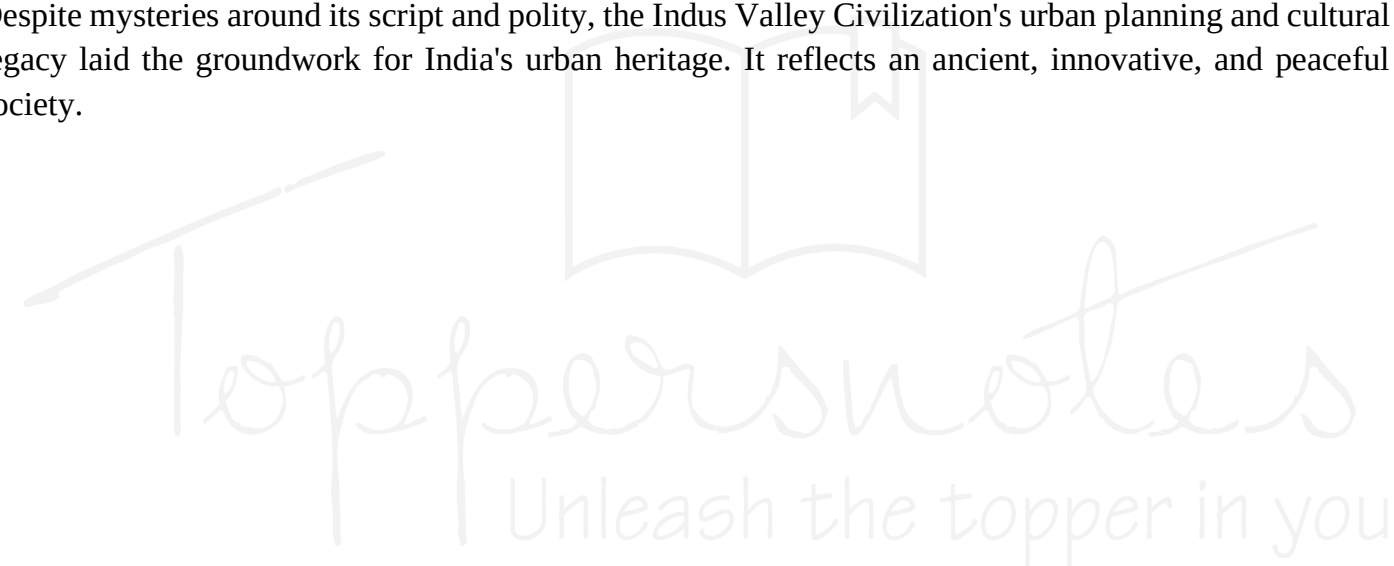 espite mysteries around its script and polity, the Indus Valley Civilization's urban planning and cultural
egacy laid the groundwork for India's urban heritage. It reflects an ancient, innovative, and peaceful
ociety.
Toppersnotes
Unleash the topper in you